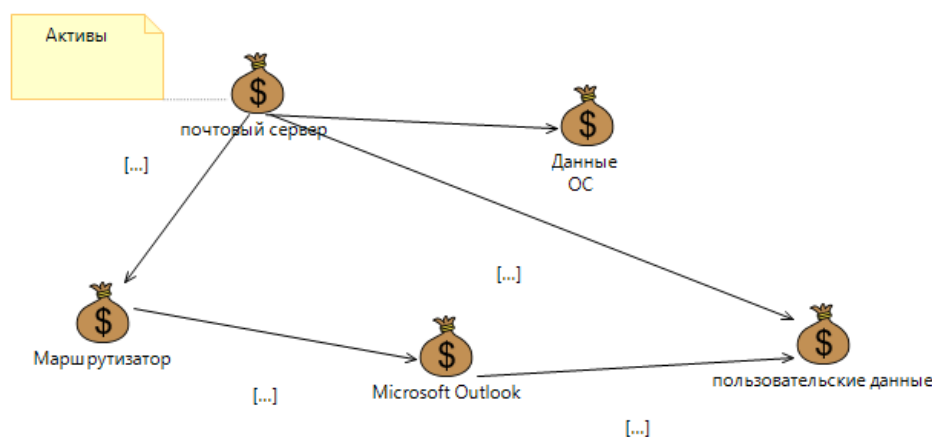 Активы
почтовый сервер
Данные
ОС
[...]
[...]
Маршрутизатор
Microsoft Outlook
пользовательские данные
[...]
[...]